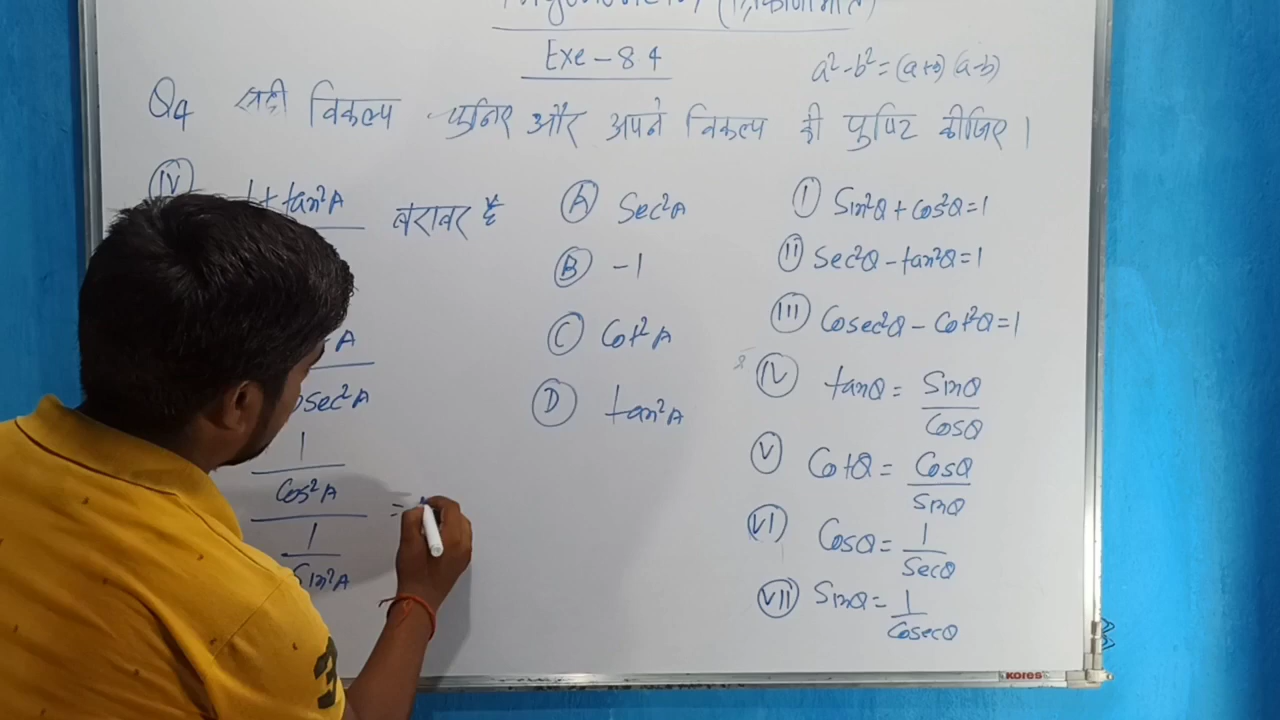 Exe - 8.4
a² - b² = (a+b) (a-b)
Q4 सही विकल्प चुनिए और अपने विकल्प की पुष्टि कीजिए।
IV
1 + tan²A
बराबर है
A Sec²A
B -1
C Cot²A
D tan²A
A
osec²A
1
Cos²A
1
Sin²A
=
I Sin²θ + Cos²θ = 1
II Sec²θ - tan²θ = 1
III Cosec²θ - Cot²θ = 1
IV tanθ = Sinθ
Cosθ
V Cotθ = Cosθ
Sinθ
VI Cosθ = 1
Secθ
VII Sinθ = 1
Cosecθ
kores